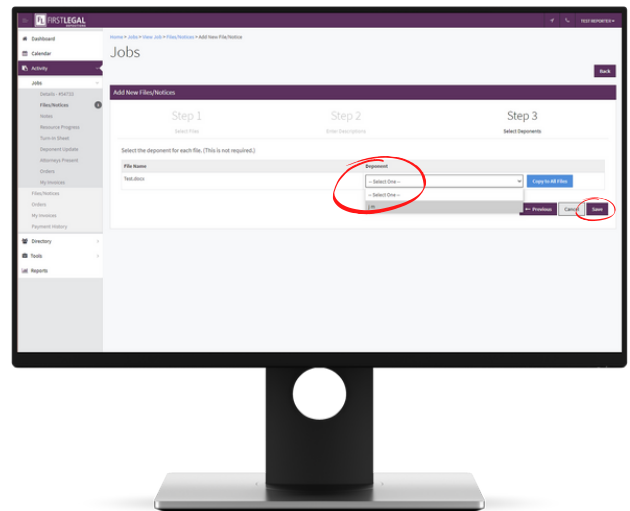 FL FIRSTLEGAL
DEPOSITIONS
TEST REPORTER
Dashboard
Calendar
Activity
Jobs
Details - #54733
Files/Notices
Notes
Resource Progress
Turn-in Sheet
Deponent Update
Attorneys Present
Orders
My Invoices
Files/Notices
Orders
My Invoices
Payment History
Directory
Tools
Reports
Home > Jobs > View Job > Files/Notices > Add New File/Notice
Jobs
Back
Add New Files/Notices
Step 1
Select Files
Step 2
Enter Descriptions
Step 3
Select Deponents
Select the deponent for each file. (This is not required.)
File Name
Deponent
Test.docx
-- Select One --
Copy to All Files
-- Select One --
← Previous
Cancel
Save